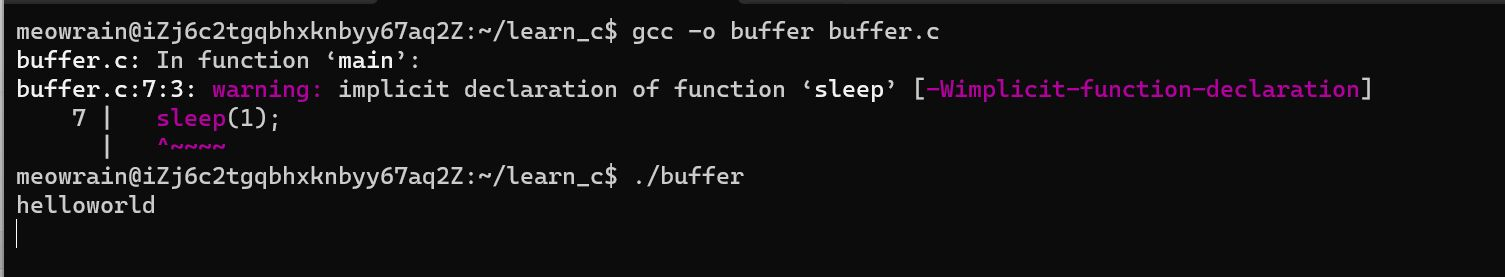 meowrain@iZj6c2tgqbhxknbyy67aq2Z:~/learn_c$ gcc -o buffer buffer.c
buffer.c: In function ‘main’:
buffer.c:7:3: warning: implicit declaration of function ‘sleep’ [-Wimplicit-function-declaration]
    7 |   sleep(1);
      |   ^~~~~
meowrain@iZj6c2tgqbhxknbyy67aq2Z:~/learn_c$ ./buffer
helloworld